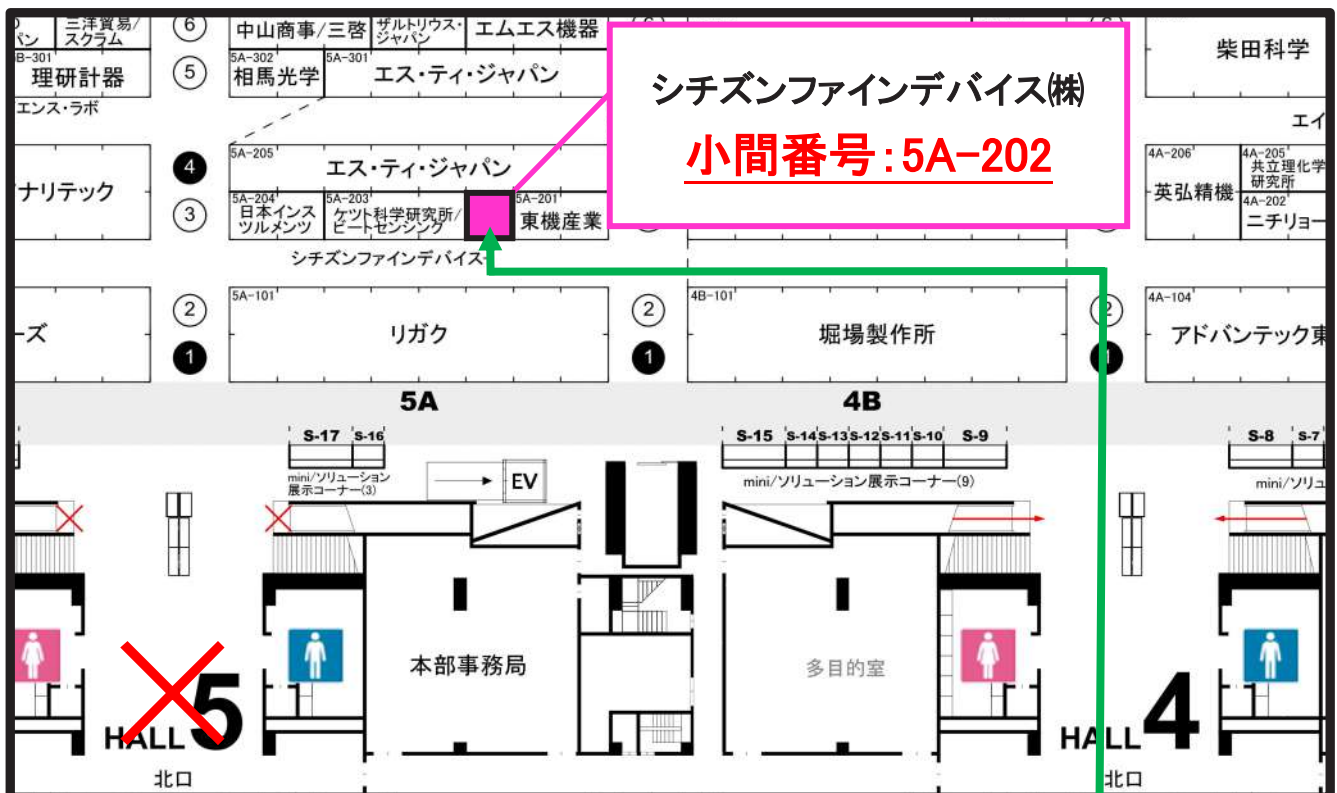 三洋貿易/
スクラム
⑥
中山商事/三啓
ザルトリウス・
ジャパン
エムエス機器
B-301
理研計器
⑤
5A-302
相馬光学
5A-301
エス・ティ・ジャパン
柴田科学
シチズンファインデバイス㈱
小間番号:5A-202
エンス・ラボ
エイ
ナリテック
❹
5A-205
エス・ティ・ジャパン
③
5A-204
日本インス
ツルメンツ
5A-203
ケツト科学研究所/
ビートセンシング
5A-201
東機産業
4A-206
英弘精機
4A-205
共立理化学
研究所
4A-202
ニチリョー
シチズンファインデバイス
ーズ
②
❶
5A-101
リガク
②
❶
4B-101
堀場製作所
②
❶
4A-104
アドバンテック東
5A
4B
S-17 S-16
S-15 S-14 S-13 S-12 S-11 S-10 S-9
S-8 S-7
mini/ソリューション
展示コーナー(3)
EV
mini/ソリューション展示コーナー(9)
mini/ソリュ
本部事務局
多目的室
HALL 5
北口
HALL 4
北口